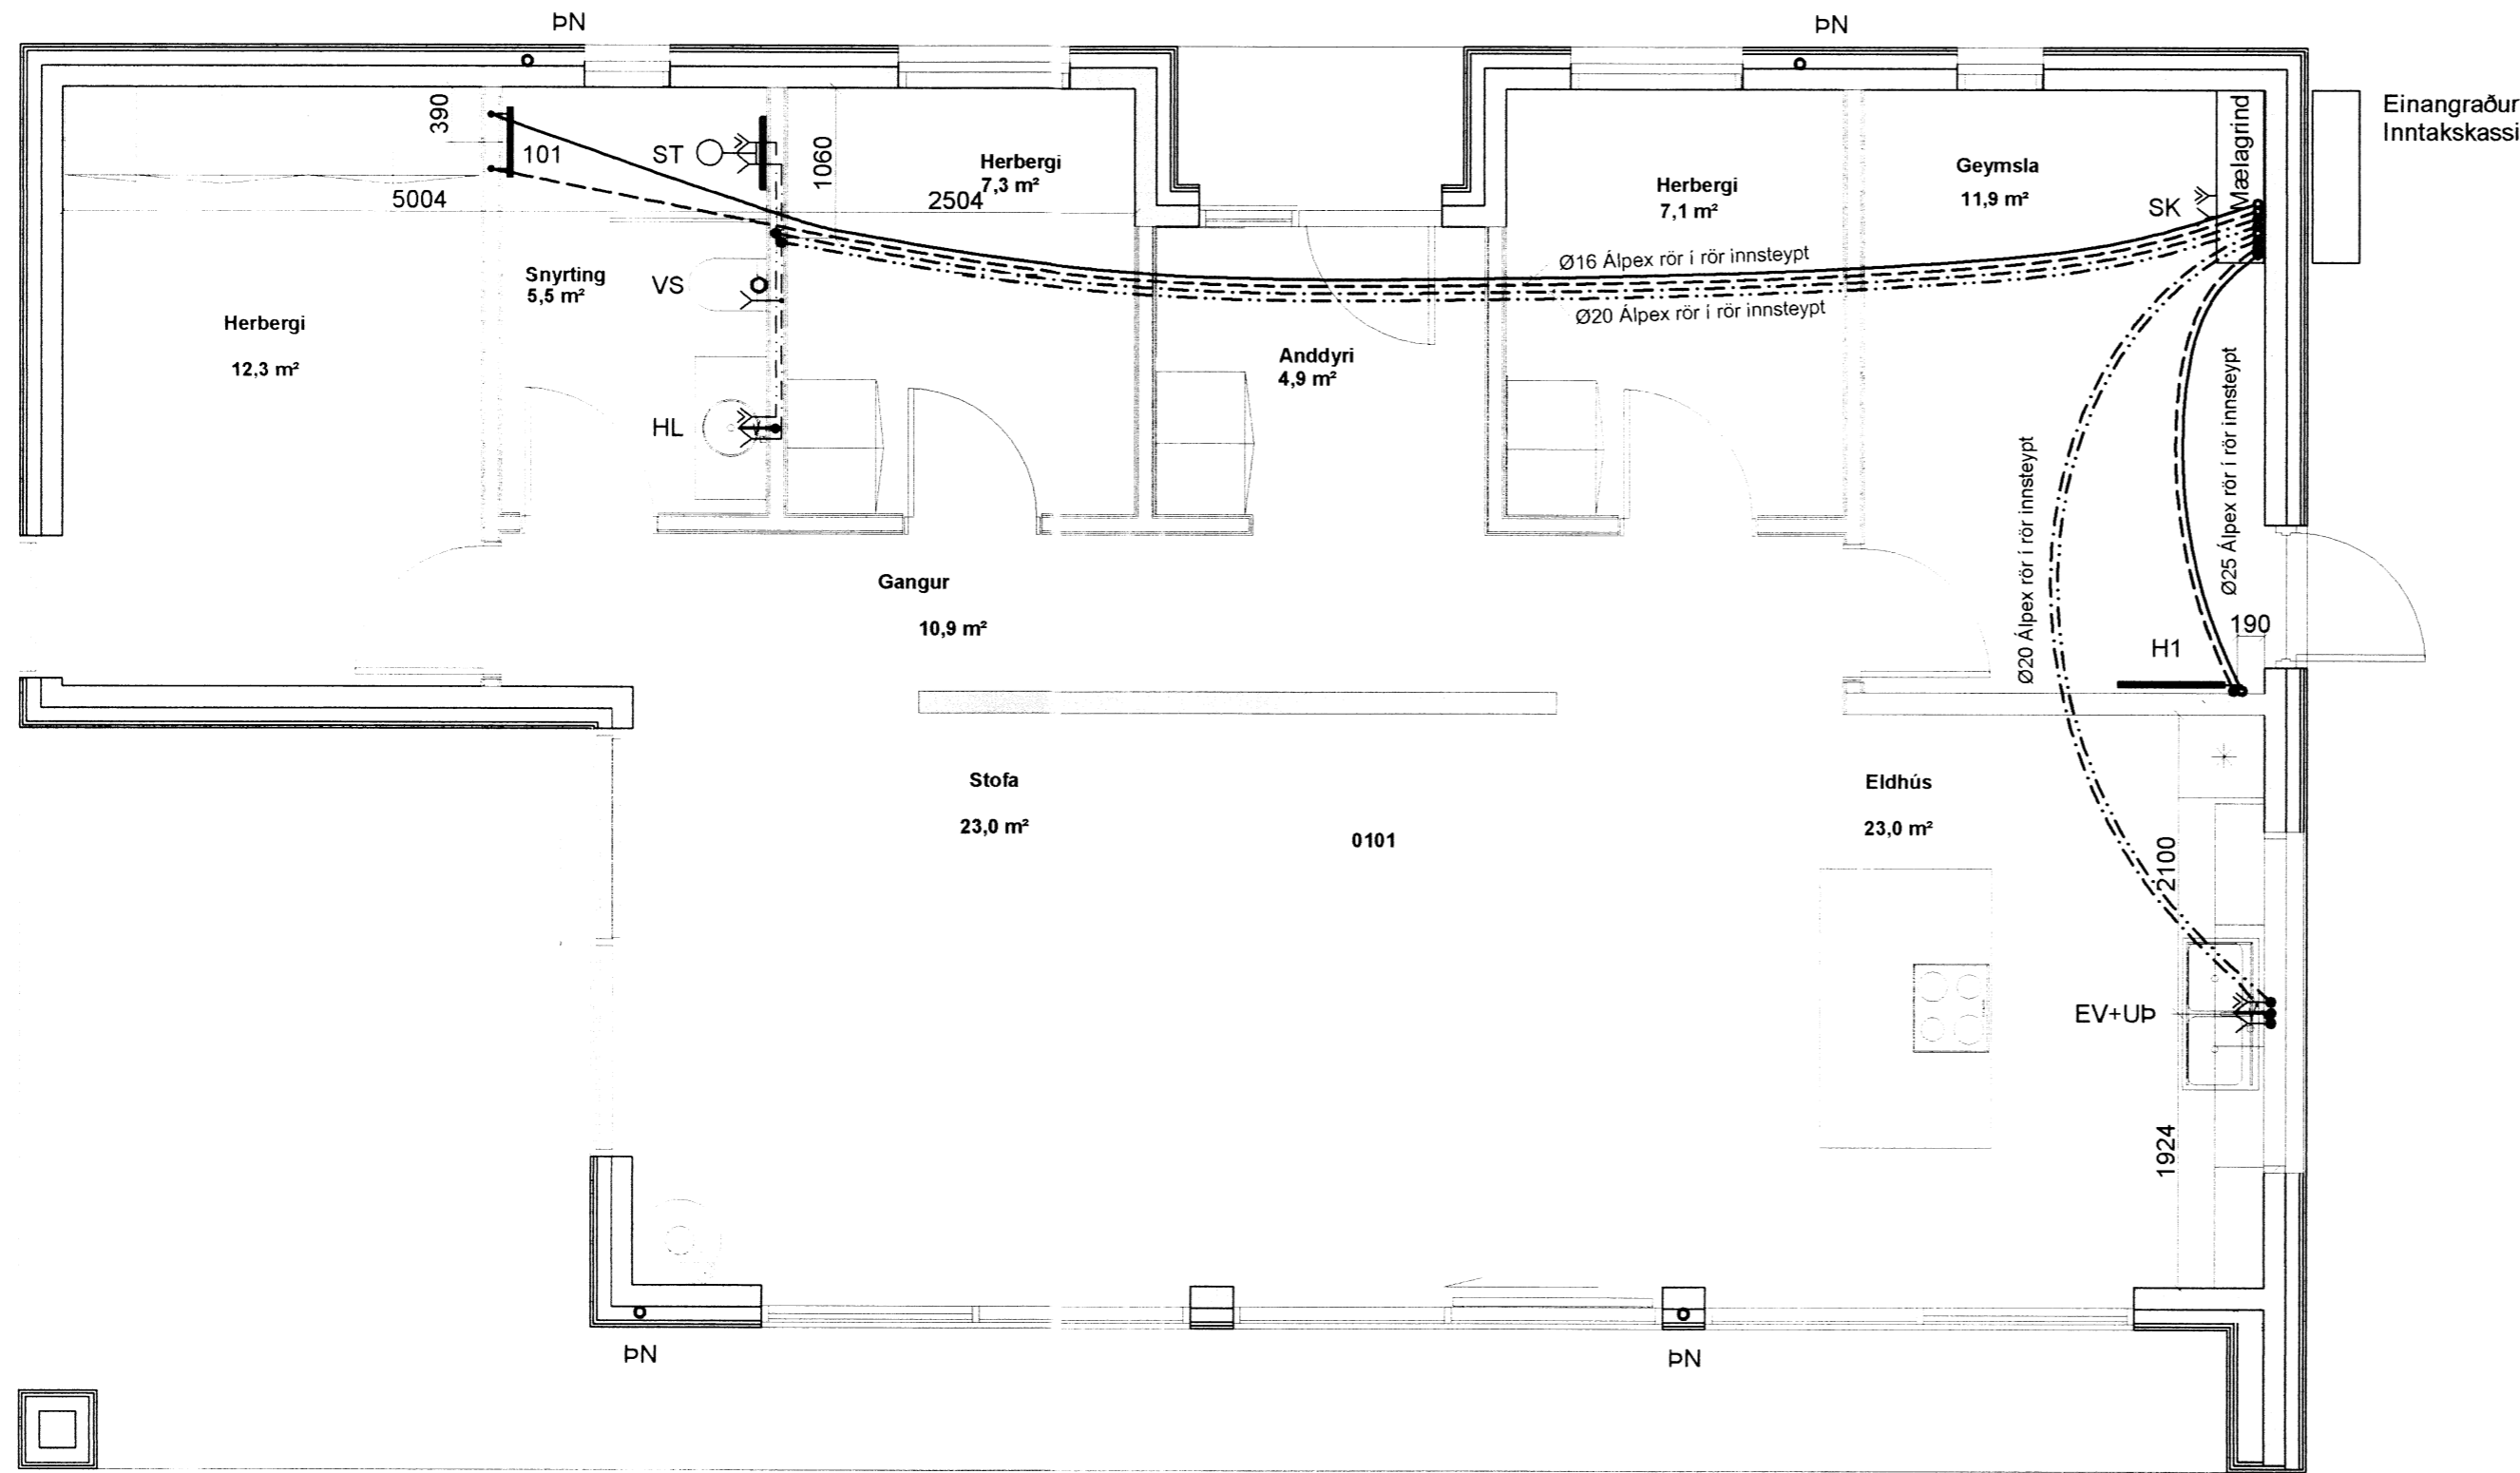 ÞN
ÞN
Einangraður
Inntakskassi
390
101
ST
1060
Herbergi
7,3 m²
Herbergi
7,1 m²
Geymsla
11,9 m²
Mælagrind
SK
5004
2504
Snyrting
5,5 m²
VS
Ø16 Álpex rör í rör innsteypt
Ø20 Álpex rör í rör innsteypt
Herbergi
12,3 m²
Anddyri
4,9 m²
HL
Ø20 Álpex rör í rör innsteypt
Ø25 Álpex rör í rör innsteypt
Gangur
10,9 m²
H1
190
Stofa
23,0 m²
0101
Eldhús
23,0 m²
2100
EV+UÞ
1924
ÞN
ÞN